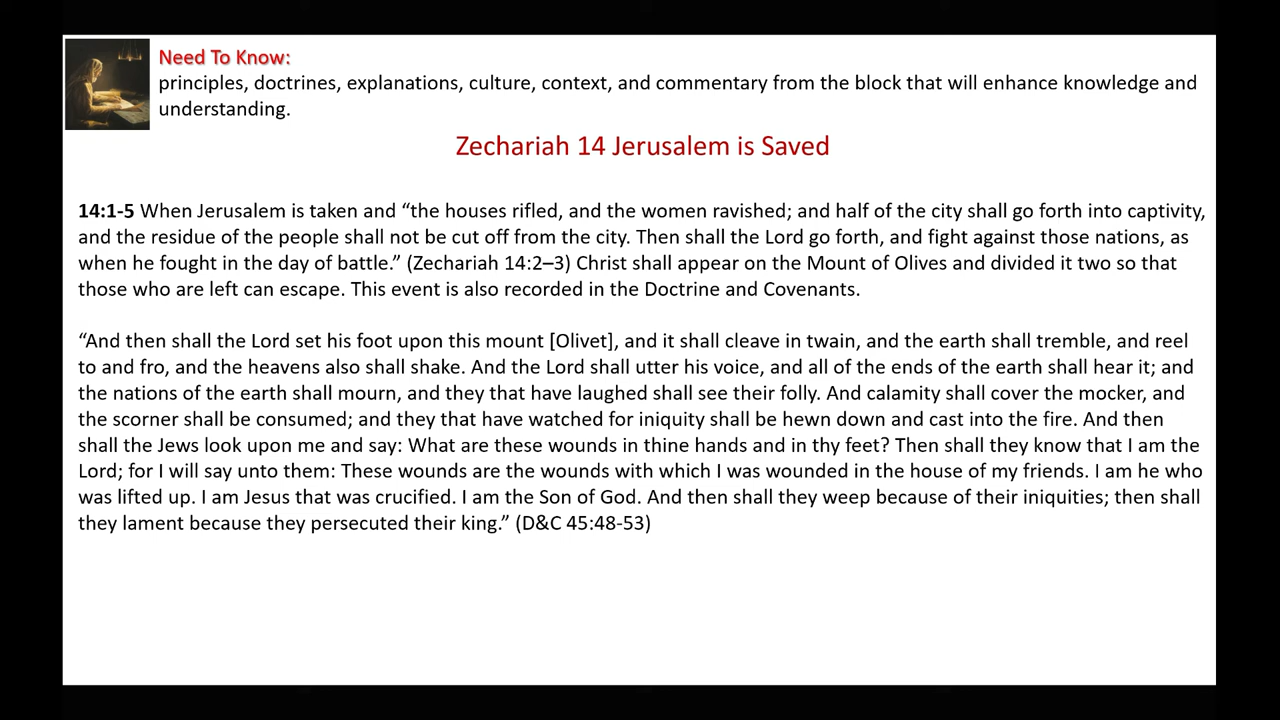 Need To Know:
principles, doctrines, explanations, culture, context, and commentary from the block that will enhance knowledge and
understanding.
Zechariah 14 Jerusalem is Saved
14:1-5 When Jerusalem is taken and “the houses rifled, and the women ravished; and half of the city shall go forth into captivity,
and the residue of the people shall not be cut off from the city. Then shall the Lord go forth, and fight against those nations, as
when he fought in the day of battle.” (Zechariah 14:2–3) Christ shall appear on the Mount of Olives and divided it two so that
those who are left can escape. This event is also recorded in the Doctrine and Covenants.
“And then shall the Lord set his foot upon this mount [Olivet], and it shall cleave in twain, and the earth shall tremble, and reel
to and fro, and the heavens also shall shake. And the Lord shall utter his voice, and all of the ends of the earth shall hear it; and
the nations of the earth shall mourn, and they that have laughed shall see their folly. And calamity shall cover the mocker, and
the scorner shall be consumed; and they that have watched for iniquity shall be hewn down and cast into the fire. And then
shall the Jews look upon me and say: What are these wounds in thine hands and in thy feet? Then shall they know that I am the
Lord; for I will say unto them: These wounds are the wounds with which I was wounded in the house of my friends. I am he who
was lifted up. I am Jesus that was crucified. I am the Son of God. And then shall they weep because of their iniquities; then shall
they lament because they persecuted their king.” (D&C 45:48-53)